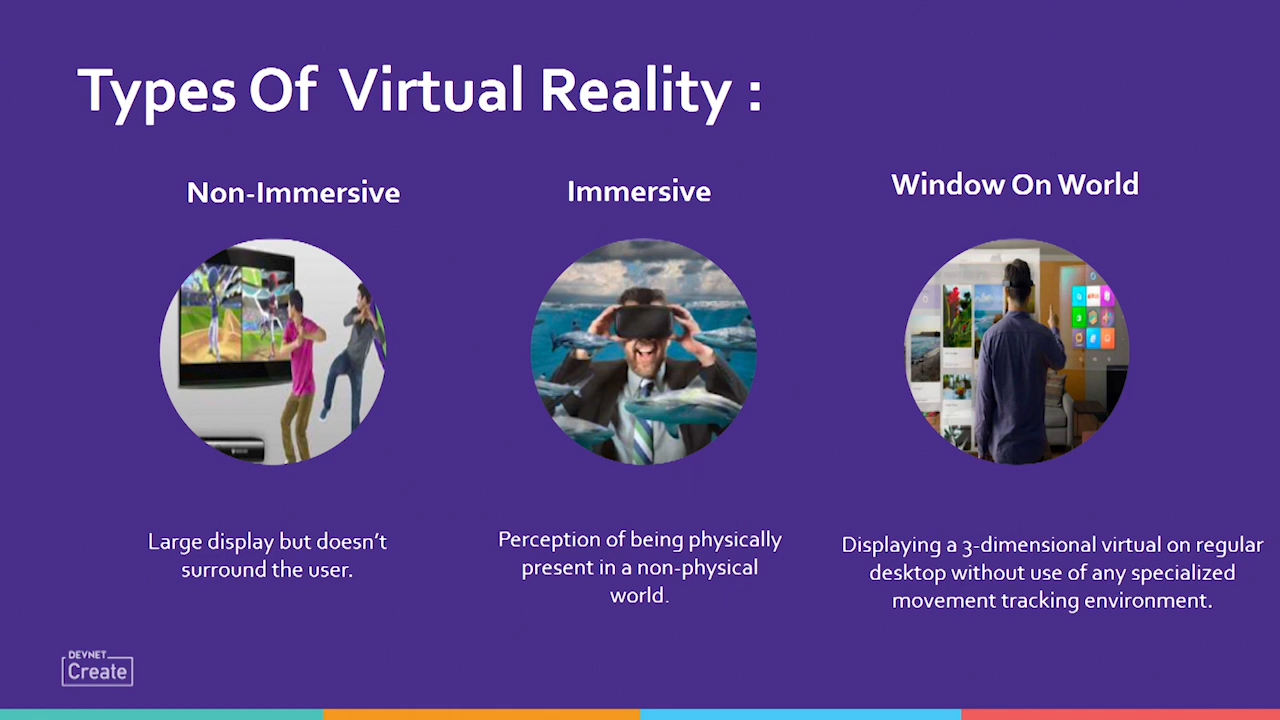 Types Of Virtual Reality :
Non-Immersive
Immersive
Window On World
Large display but doesn't
surround the user.
Perception of being physically
present in a non-physical
world.
Displaying a 3-dimensional virtual on regular
desktop without use of any specialized
movement tracking environment.
DEVNET
Create